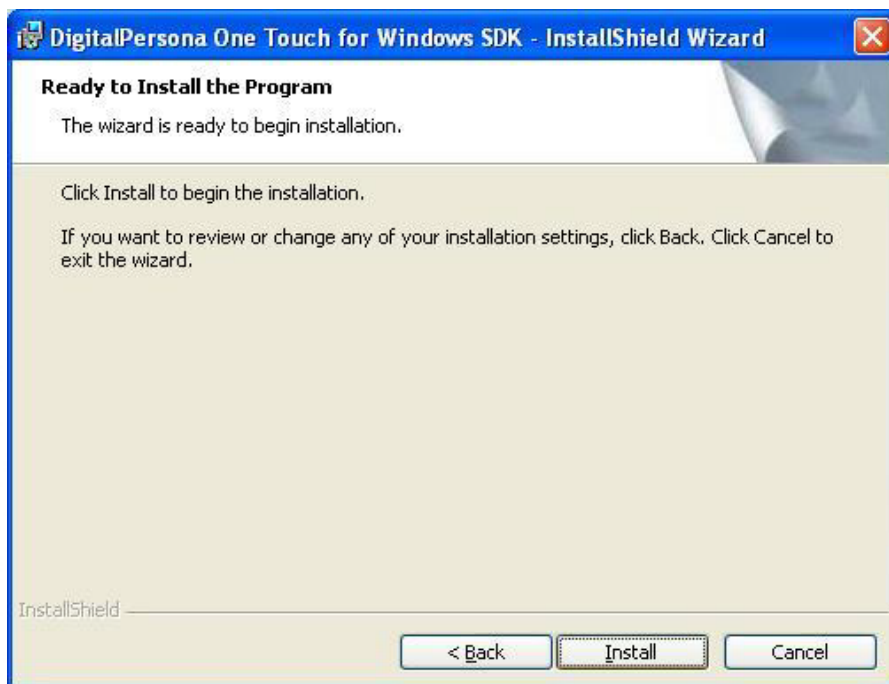 DigitalPersona One Touch for Windows SDK - InstallShield Wizard
Ready to Install the Program
The wizard is ready to begin installation.
Click Install to begin the installation.
If you want to review or change any of your installation settings, click Back. Click Cancel to
exit the wizard.
InstallShield
< Back
Install
Cancel